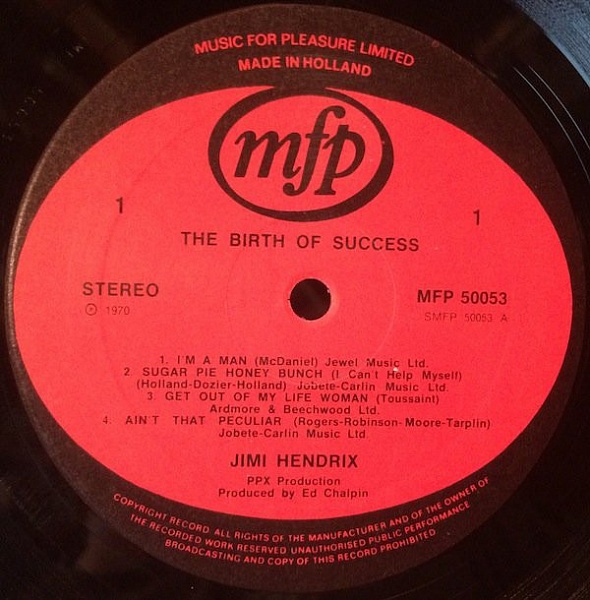 MUSIC FOR PLEASURE LIMITED
MADE IN HOLLAND
mfp
1 1
THE BIRTH OF SUCCESS
STEREO MFP 50053
Ⓟ 1970 SMFP 50053 A
1. I'M A MAN (McDaniel) Jewel Music Ltd.
2. SUGAR PIE HONEY BUNCH (I Can't Help Myself)
(Holland-Dozier-Holland) Jobete-Carlin Music Ltd.
3. GET OUT OF MY LIFE WOMAN (Toussaint)
Ardmore & Beechwood Ltd.
4. AIN'T THAT PECULIAR (Rogers-Robinson-Moore-Tarplin)
Jobete-Carlin Music Ltd
JIMI HENDRIX
PPX Production
Produced by Ed Chalpin
COPYRIGHT RECORD. ALL RIGHTS OF THE MANUFACTURER AND OF THE OWNER OF
THE RECORDED WORK RESERVED UNAUTHORISED PUBLIC PERFORMANCE
BROADCASTING AND COPY OF THIS RECORD PROHIBITED